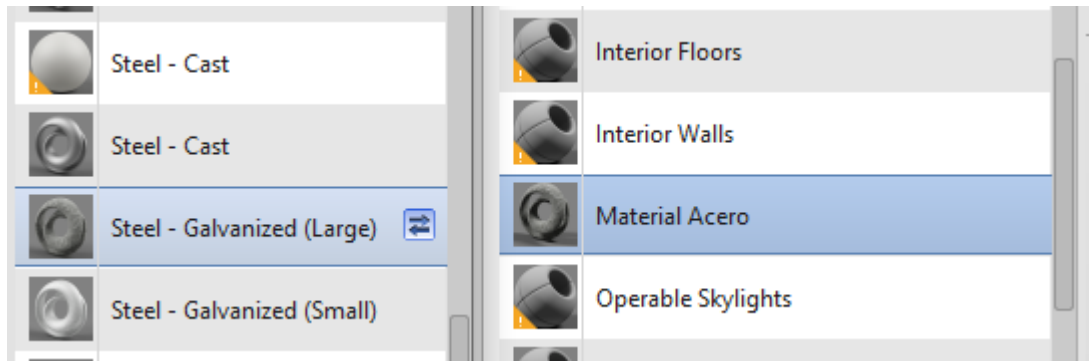 Steel - Cast
Steel - Cast
Steel - Galvanized (Large)
Steel - Galvanized (Small)
Interior Floors
Interior Walls
Material Acero
Operable Skylights